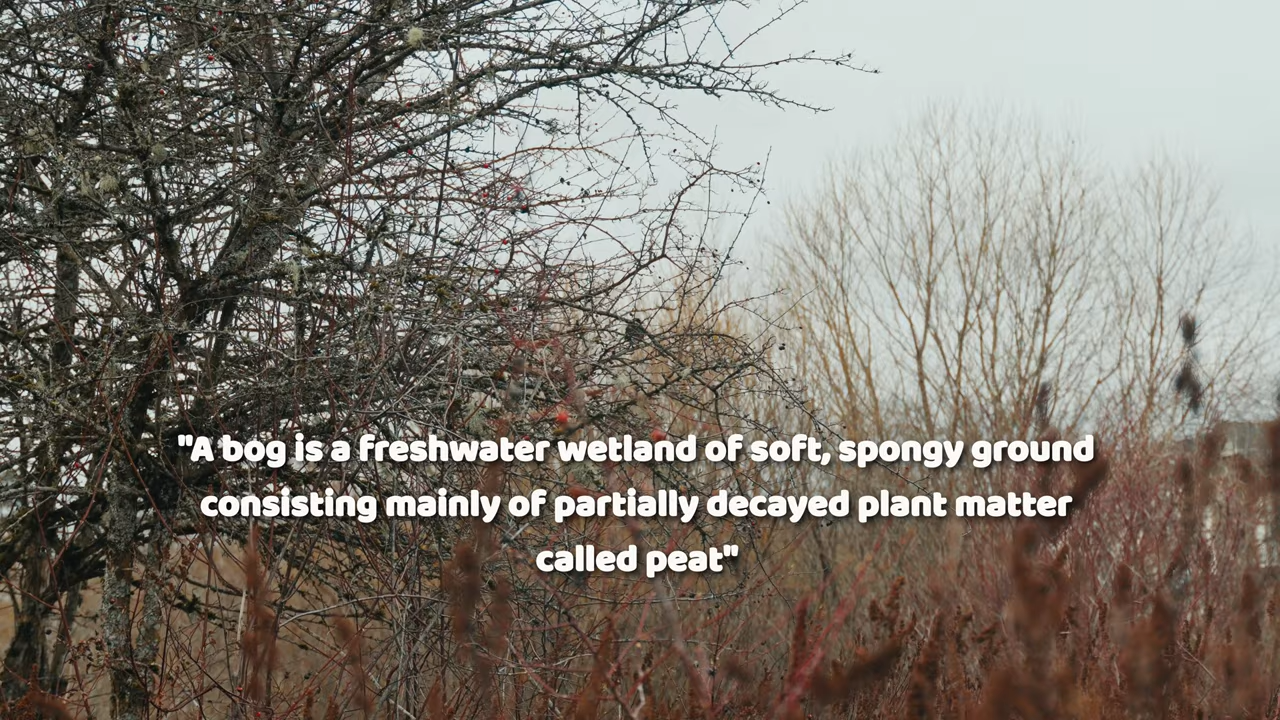 "A bog is a freshwater wetland of soft, spongy ground
consisting mainly of partially decayed plant matter
called peat"